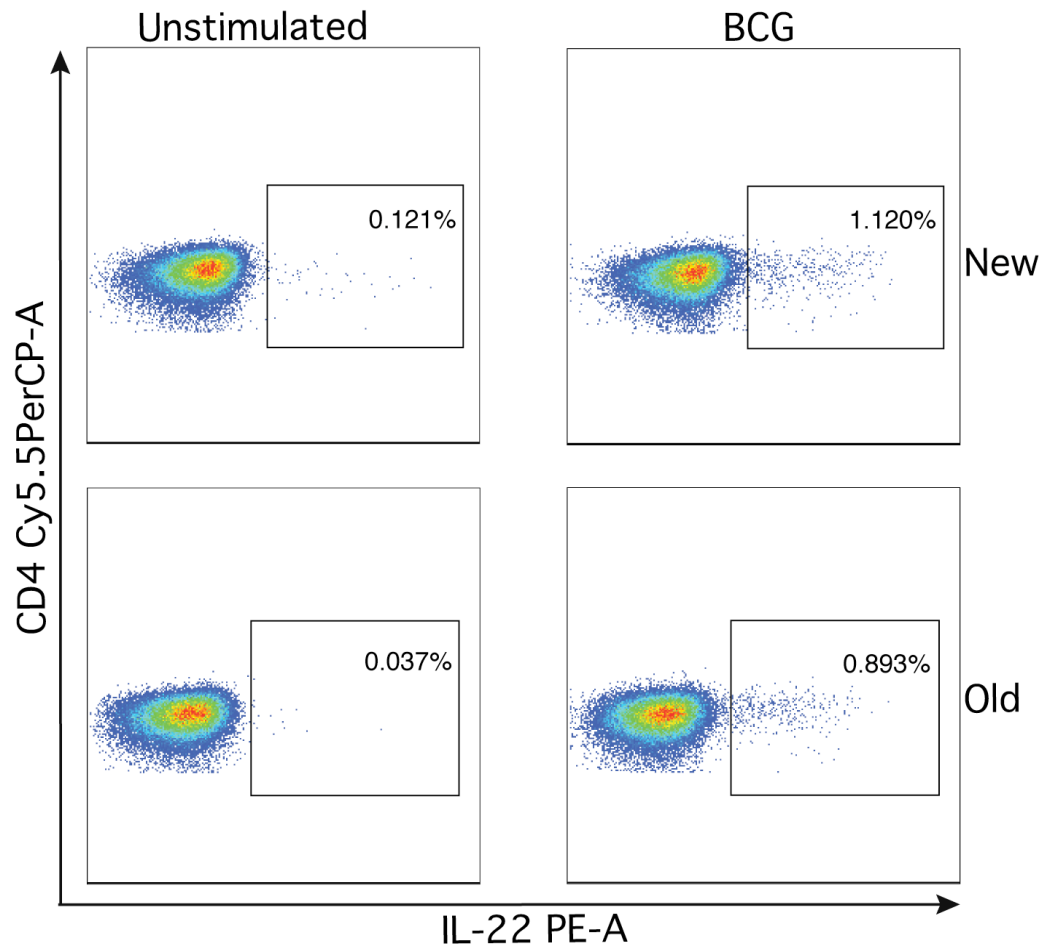 Unstimulated
BCG
0.121%
1.120%
New
CD4 Cy5.5PerCP-A
0.037%
0.893%
Old
IL-22 PE-A